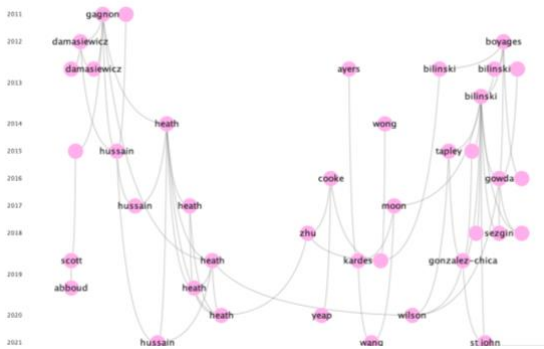 2011 gagnon
2012 damasiewicz boyages
2013 damasiewicz ayers bilinski bilinski
bilinski
2014 heath wong
2015 hussain tapley
2016 cooke gowda
2017 hussain heath moon
2018 zhu sezgin
scott heath kardes gonzalez-chica
2019 abboud heath
2020 heath yeap wilson
2021 hussain wang st john